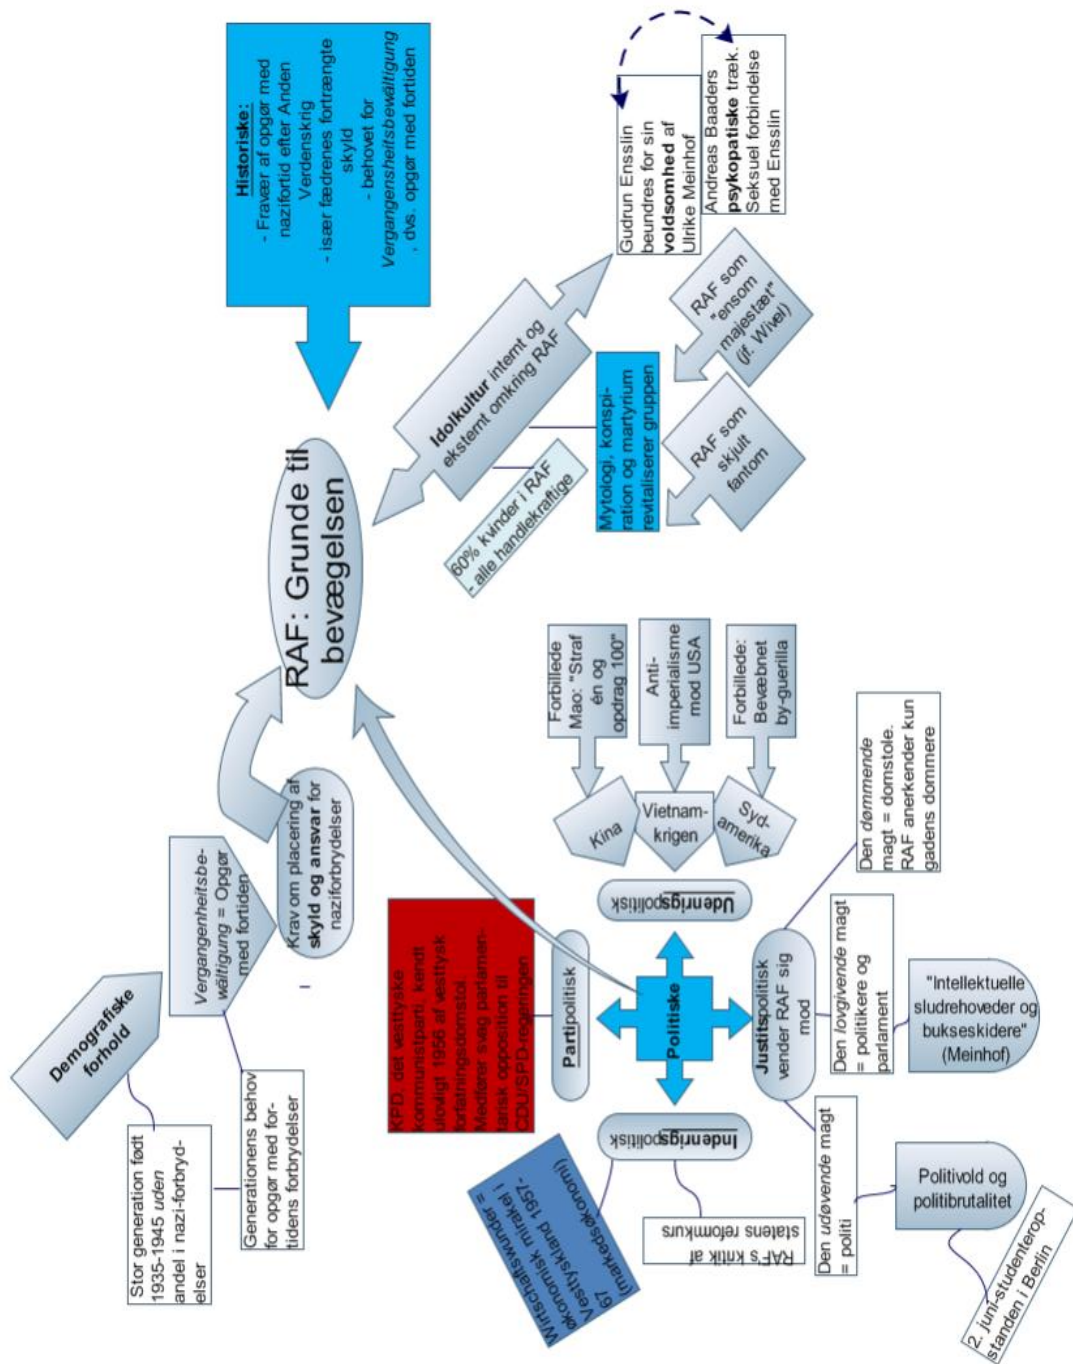 RAF: Grunde til
bevægelsen
Historiske:
- Fravær af opgør med
nazifortid efter Anden
Verdenskrig
- især fædrenes fortrængte
skyld
- behovet for
Vergangensheitsbewältigung
, dvs. opgør med fortiden
Demografiske
forhold
Stor generation født
1935-1945 uden
andel i nazi-forbryd-
elser
Generationens behov
for opgør med for-
tidens forbrydelser
Vergangenheitsbe-
wältigung = Opgør
med fortiden
Krav om placering af
skyld og ansvar for
naziforbrydelser
Idolkultur internt og
eksternt omkring RAF
60% kvinder i RAF
- alle handlekraftige
Mytologi, konspi-
ration og martyrium
revitaliserer gruppen
RAF som
skjult
fantom
RAF som
"ensom
majestæt"
(jf. Wivel)
Gudrun Ensslin
beundres for sin
voldsomhed af
Ulrike Meinhof
Andreas Baaders
psykopatiske træk.
Seksuel forbindelse
med Ensslin
Politiske
Partipolitisk
KPD, det vesttyske
kommunistparti, kendt
ulovligt 1956 af vesttysk
forfatningsdomstol.
Medfører svag parlamen-
tarisk opposition til
CDU/SPD-regeringen
Udenrigspolitisk
Kina
Vietnam-
krigen
Syd-
amerika
Forbillede
Mao: "Straf
én og
opdrag 100"
Anti-
imperialisme
mod USA
Forbillede:
Bevæbnet
by-guerilla
Indenrigspolitisk
Wirtschaftswunder =
økonomisk mirakel i
Vesttyskland 1957-
67
(markedsøkonomi)
RAF's kritik af
statens reformkurs
Justitspolitisk
vender RAF sig
mod
Den udøvende magt
= politi
Politivold og
politibrutalitet
2. juni-studenterop-
standen i Berlin
Den lovgivende magt
= politikere og
parlament
"Intellektuelle
sludrehoveder og
bukseskidere"
(Meinhof)
Den dømmende
magt = domstole.
RAF anerkender kun
gadens dommere